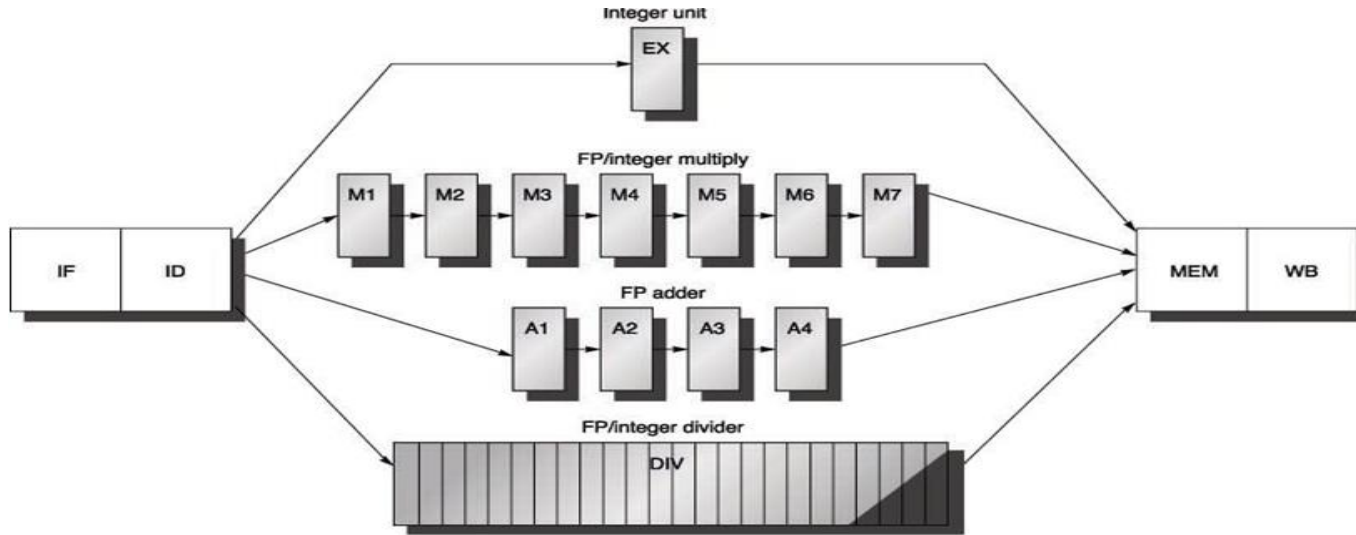 Integer unit
EX
FP/integer multiply
M1 M2 M3 M4 M5 M6 M7
IF ID
MEM WB
FP adder
A1 A2 A3 A4
FP/integer divider
DIV